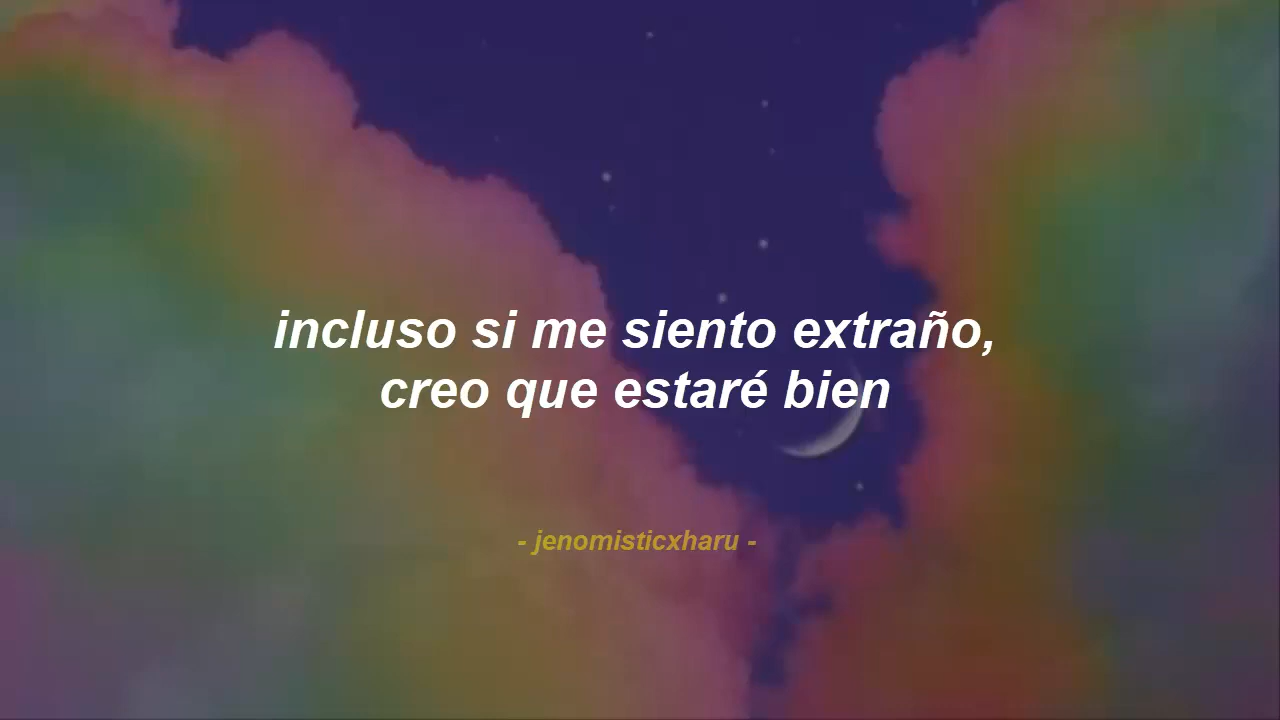 incluso si me siento extraño,
creo que estaré bien
- jenomisticxharu -